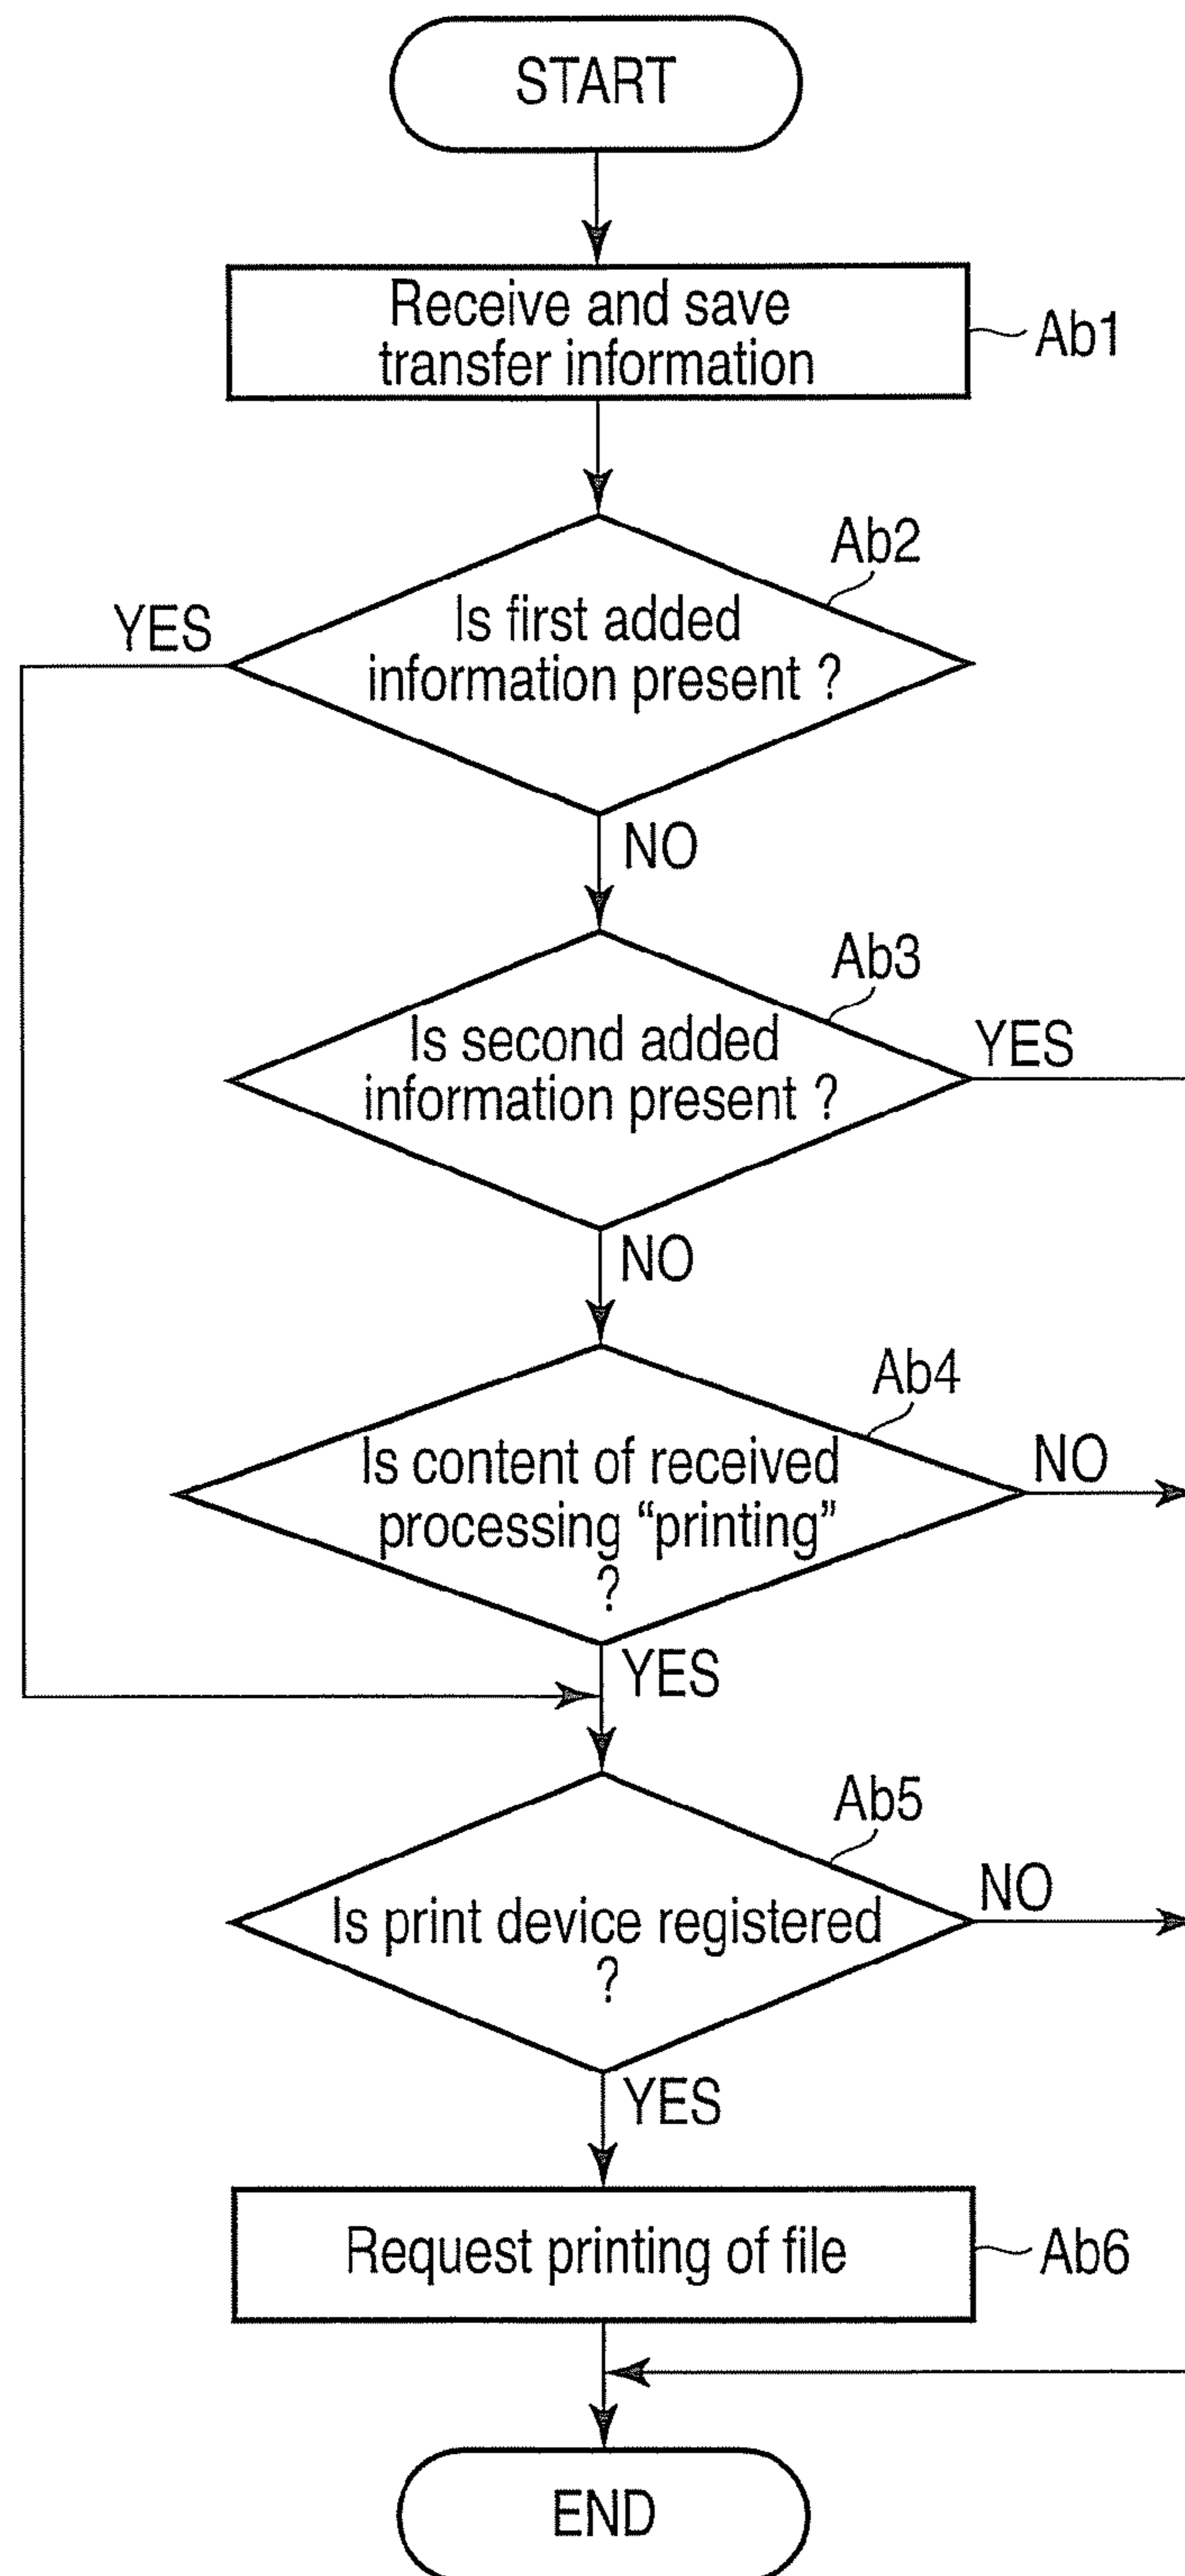 START
Receive and save
transfer information
Ab1
Ab2
YES
Is first added
information present ?
NO
Ab3
YES
Is second added
information present ?
NO
Ab4
NO
Is content of received
processing “printing”
?
YES
Ab5
NO
Is print device registered
?
YES
Request printing of file
Ab6
END